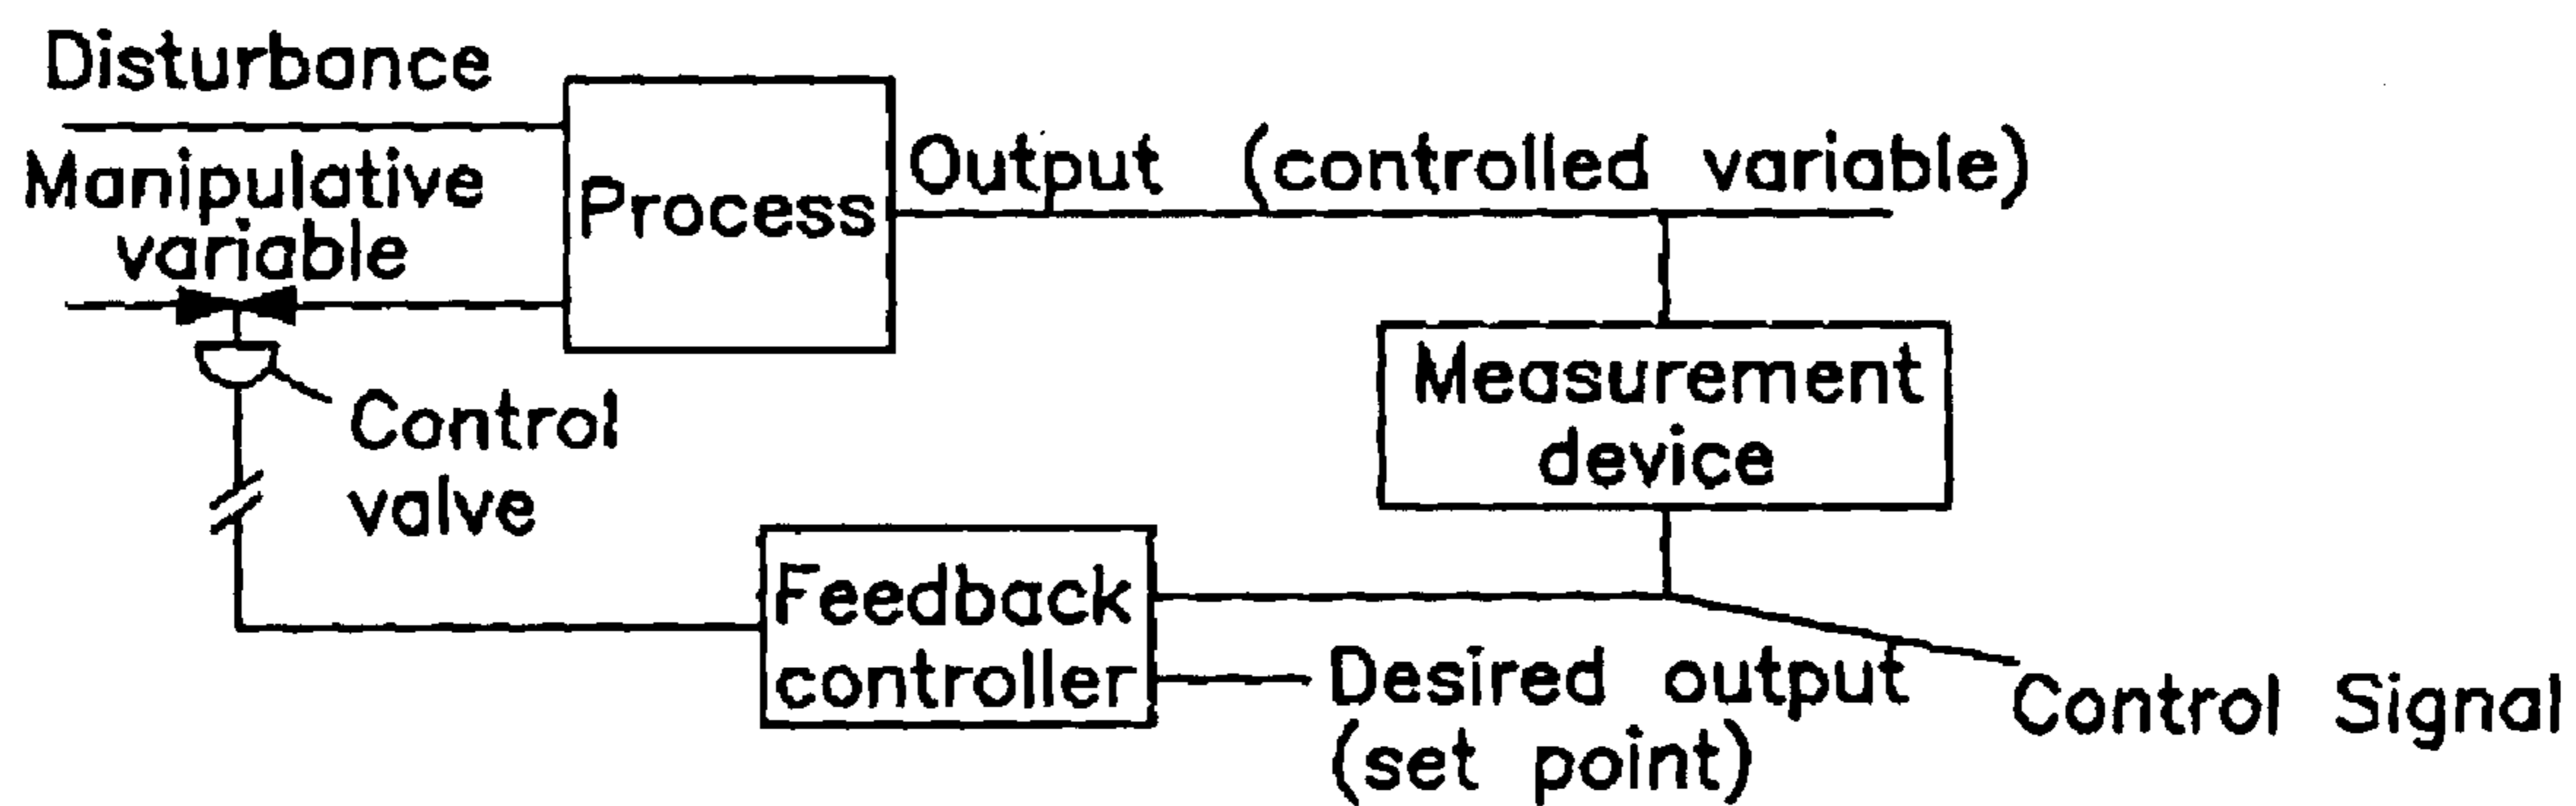 Disturbance
Manipulative
variable
Process
Output (controlled variable)
Control
valve
Measurement
device
Feedback
controller
Desired output
(set point)
Control Signal